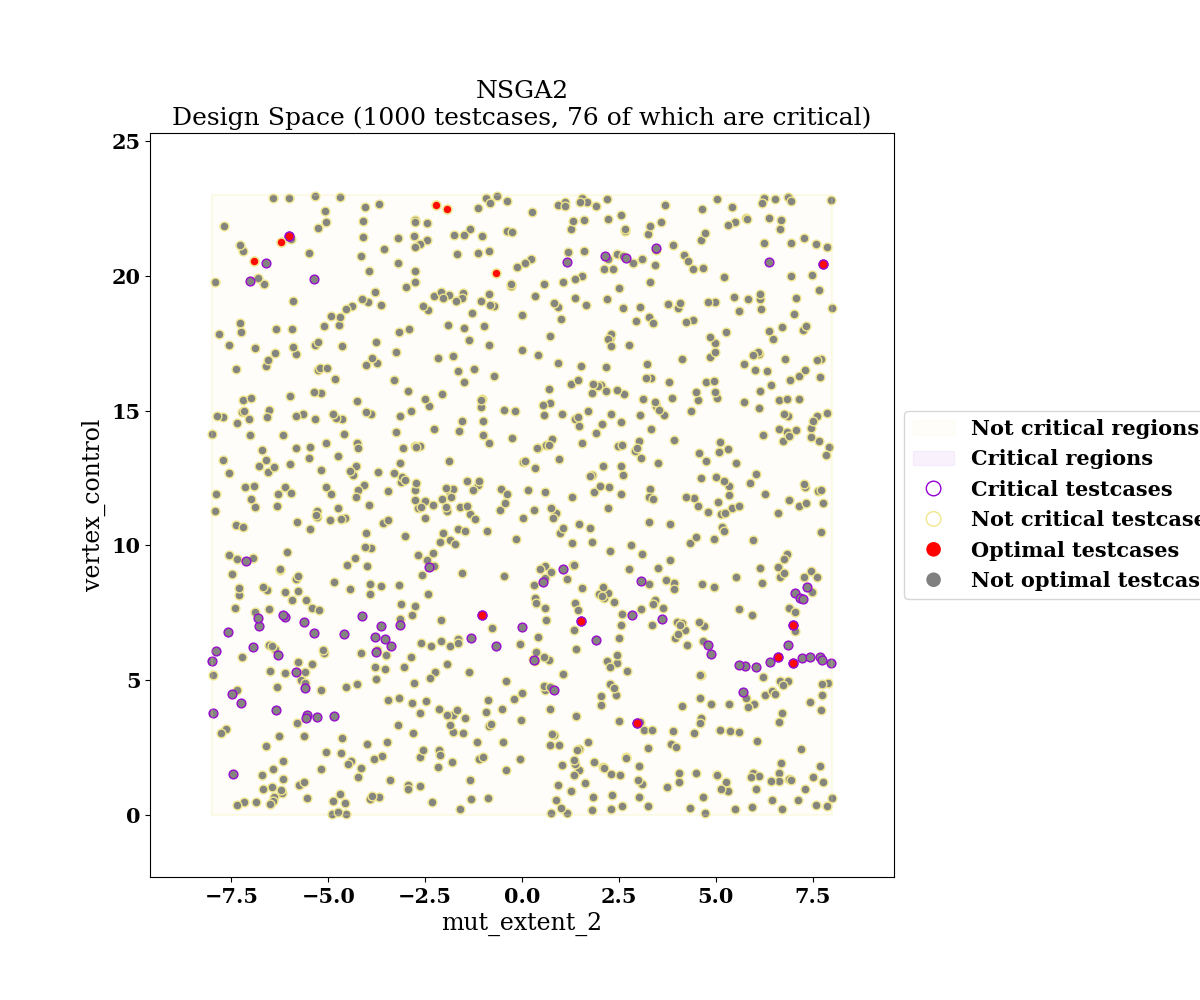 NSGA2
Design Space (1000 testcases, 76 of which are critical)
25
20
15
10
5
0
vertex_control
−7.5 −5.0 −2.5 0.0 2.5 5.0 7.5
mut_extent_2
Not critical regions
Critical regions
Critical testcases
Not critical testcase
Optimal testcases
Not optimal testcas